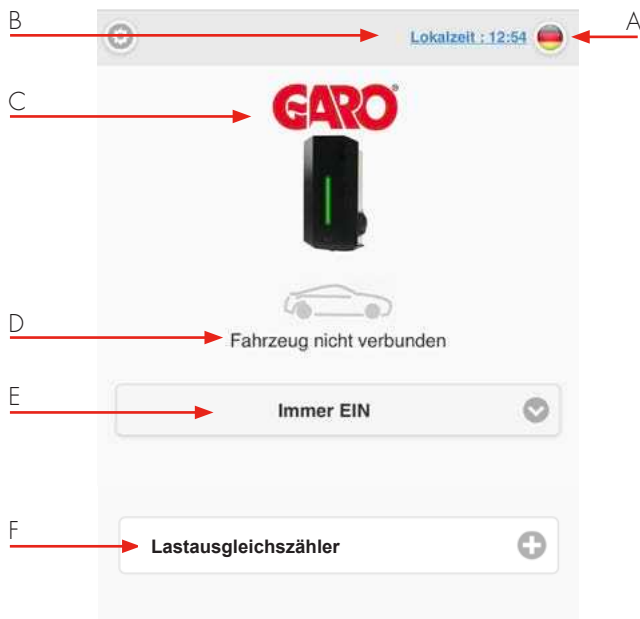 B
Lokalzeit : 12:54
A
C
GARO®
D
Fahrzeug nicht verbunden
E
Immer EIN
F
Lastausgleichszähler